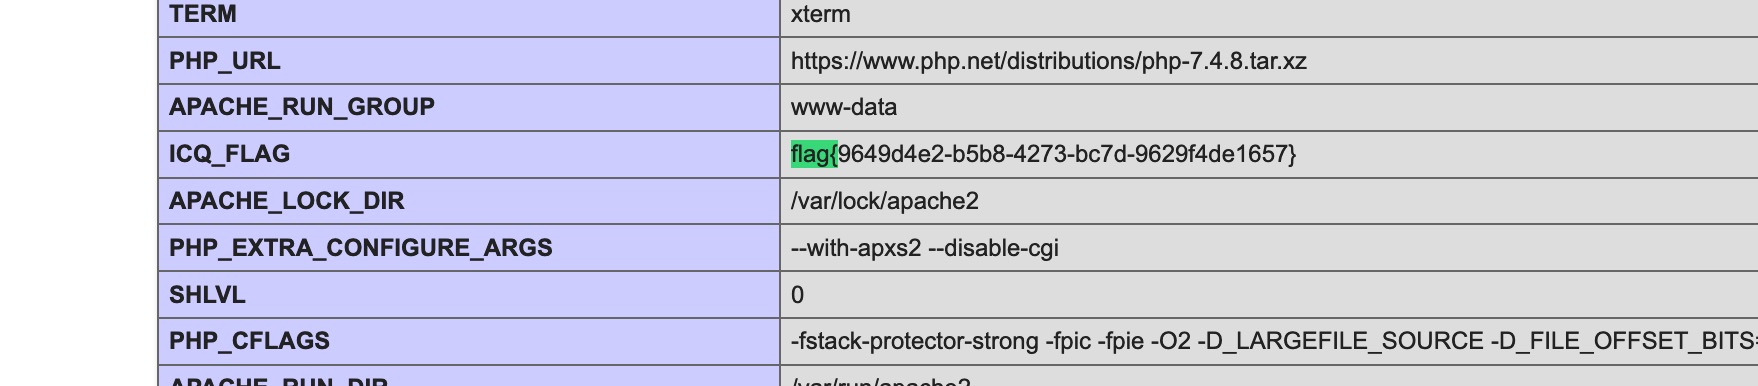 TERM xterm
PHP_URL https://www.php.net/distributions/php-7.4.8.tar.xz
APACHE_RUN_GROUP www-data
ICQ_FLAG flag{9649d4e2-b5b8-4273-bc7d-9629f4de1657}
APACHE_LOCK_DIR /var/lock/apache2
PHP_EXTRA_CONFIGURE_ARGS --with-apxs2 --disable-cgi
SHLVL 0
PHP_CFLAGS -fstack-protector-strong -fpic -fpie -O2 -D_LARGEFILE_SOURCE -D_FILE_OFFSET_BITS=
APACHE_RUN_DIR /var/run/apache2